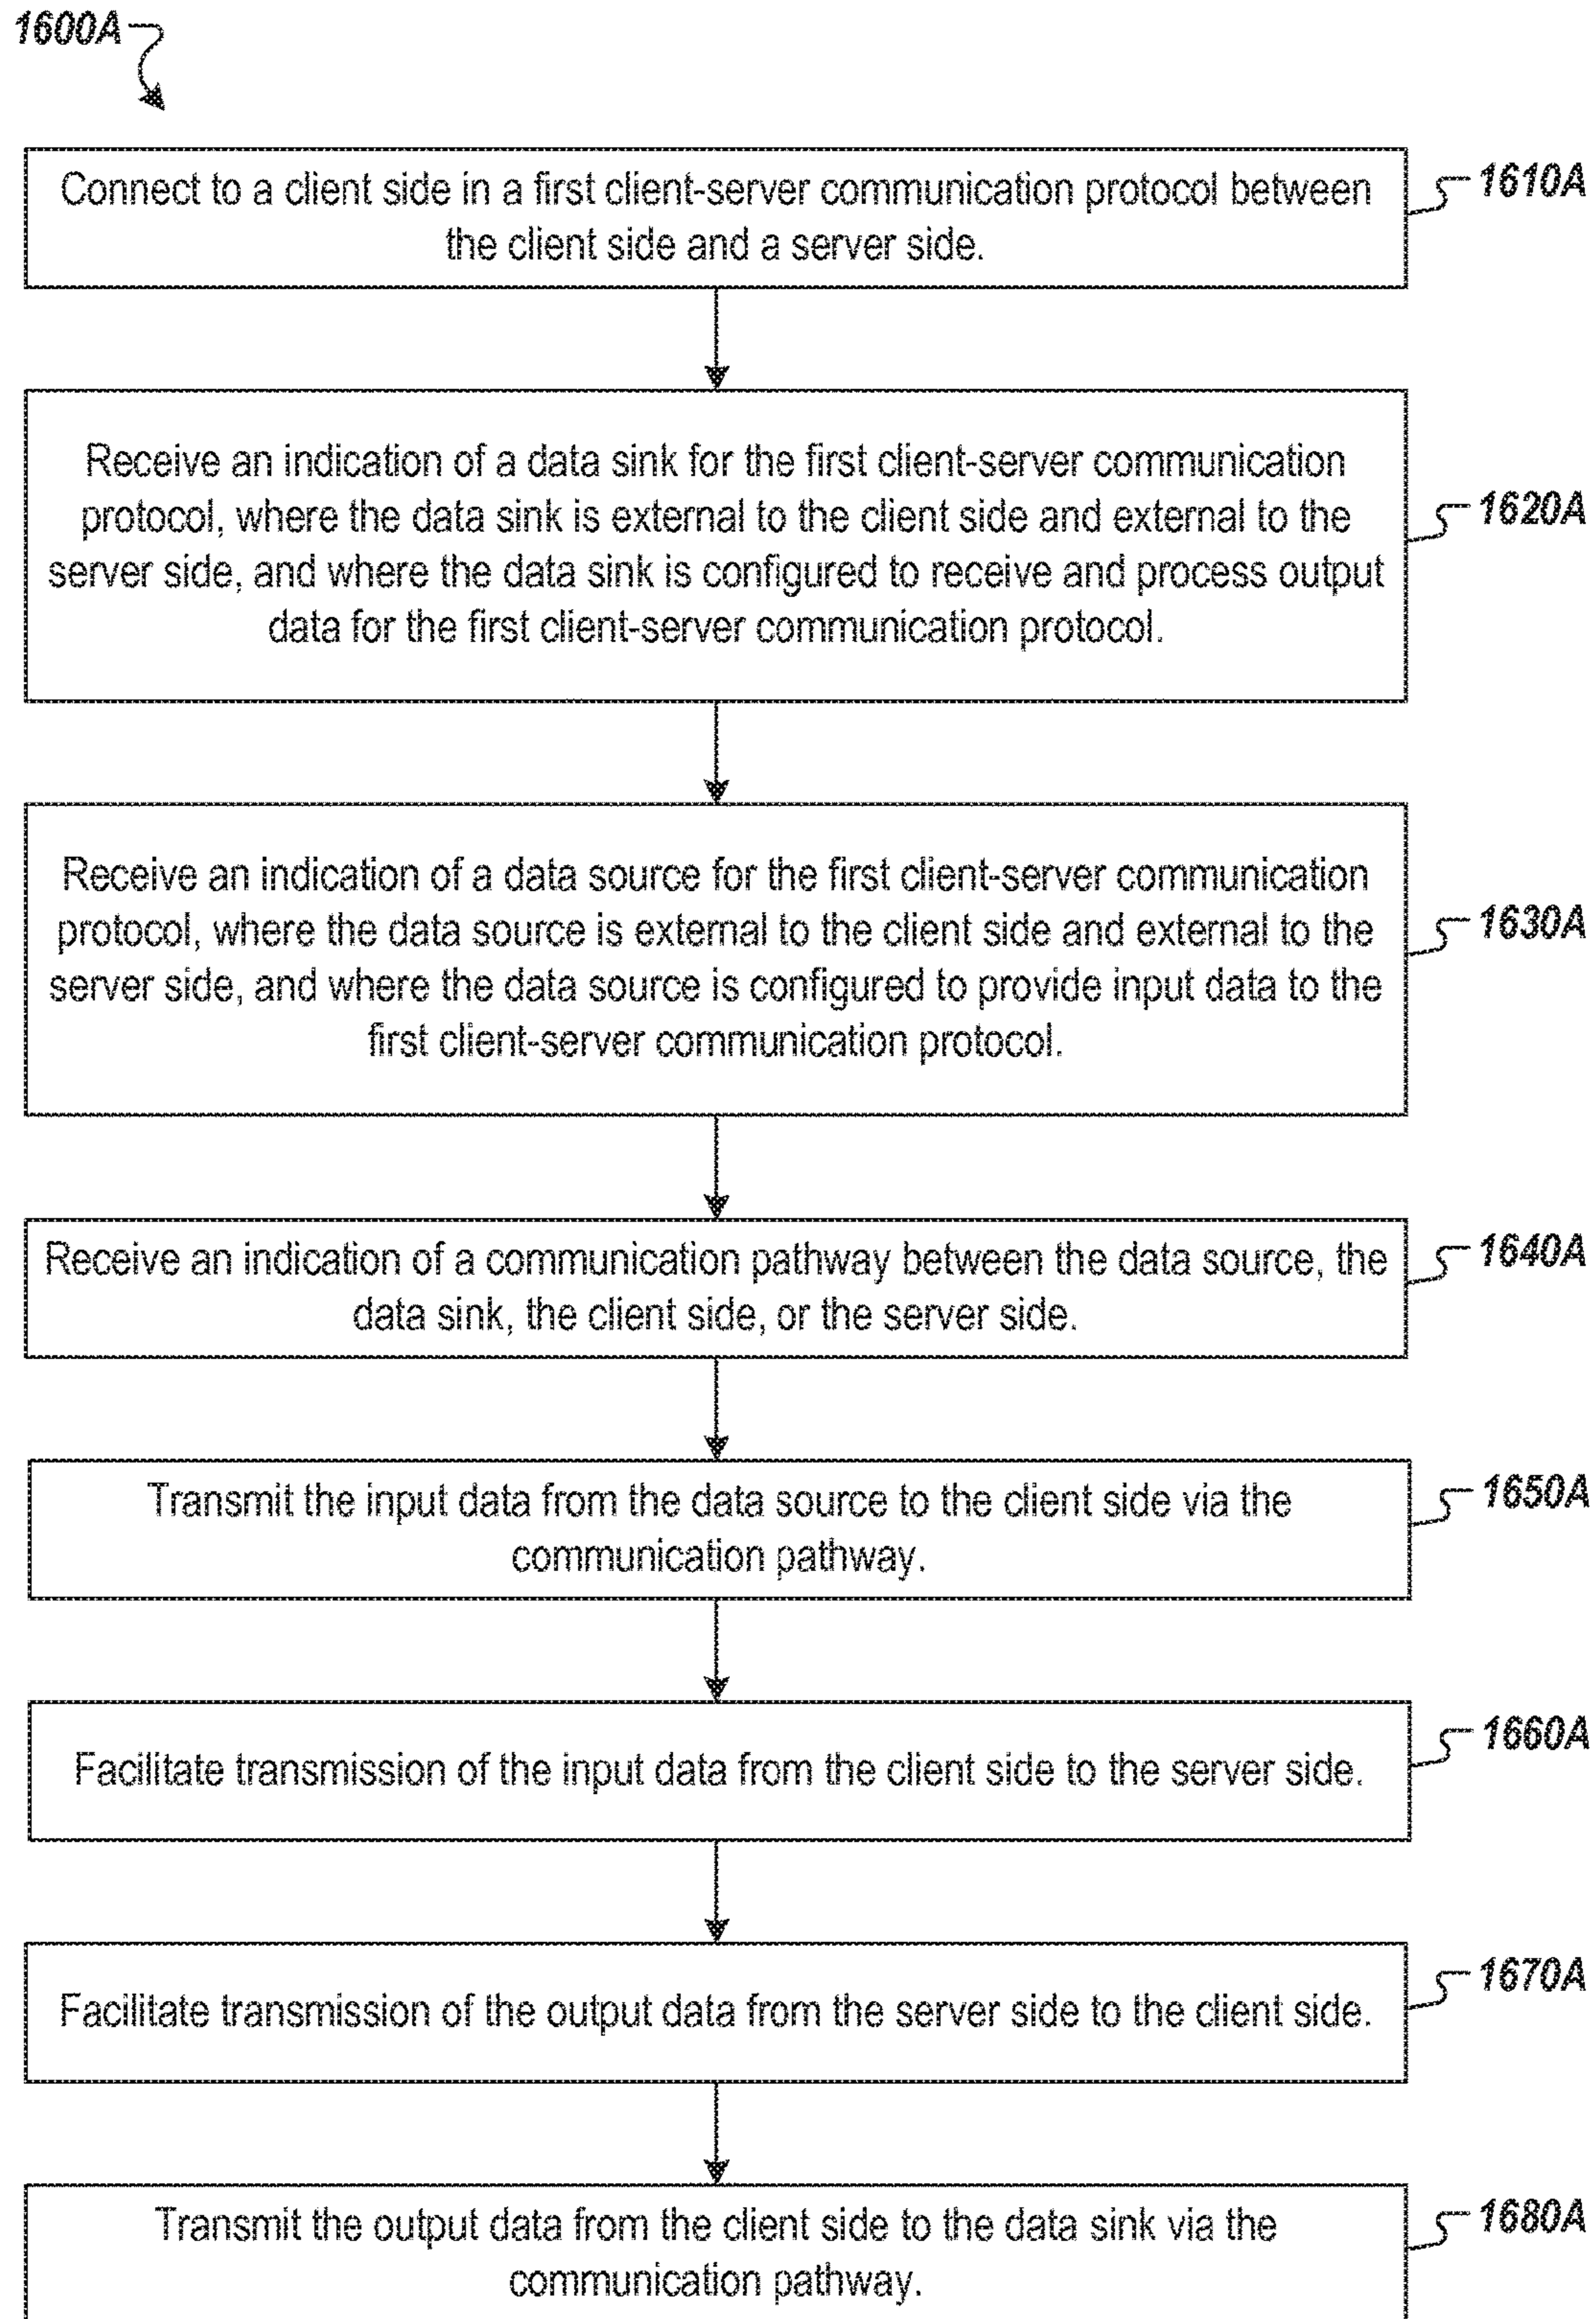 1600A
Connect to a client side in a first client-server communication protocol between
the client side and a server side.
1610A
Receive an indication of a data sink for the first client-server communication
protocol, where the data sink is external to the client side and external to the
server side, and where the data sink is configured to receive and process output
data for the first client-server communication protocol.
1620A
Receive an indication of a data source for the first client-server communication
protocol, where the data source is external to the client side and external to the
server side, and where the data source is configured to provide input data to the
first client-server communication protocol.
1630A
Receive an indication of a communication pathway between the data source, the
data sink, the client side, or the server side.
1640A
Transmit the input data from the data source to the client side via the
communication pathway.
1650A
Facilitate transmission of the input data from the client side to the server side.
1660A
Facilitate transmission of the output data from the server side to the client side.
1670A
Transmit the output data from the client side to the data sink via the
communication pathway.
1680A